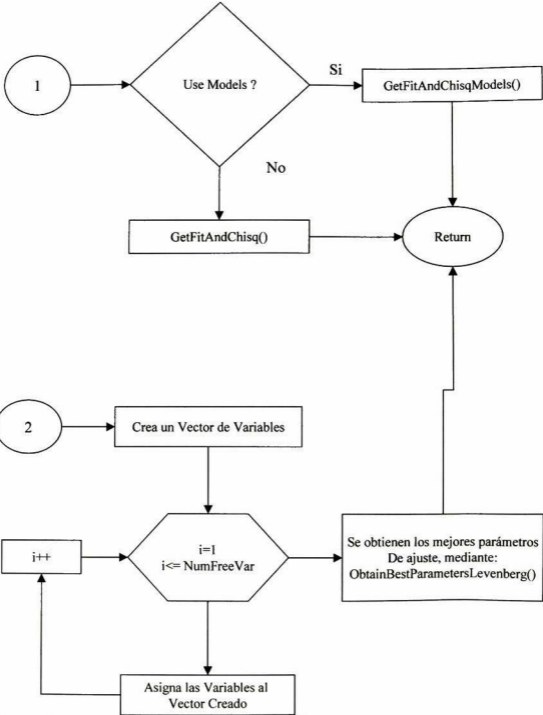 Si
1
Use Models ?
GetFitAndChisqModels()
No
GetFitAndChisq()
Return
2
Crea un Vector de Variables
i=1
i<= NumFreeVar
i++
Se obtienen los mejores parámetros
De ajuste, mediante:
ObtainBestParametersLevenberg()
Asigna las Variables al
Vector Creado